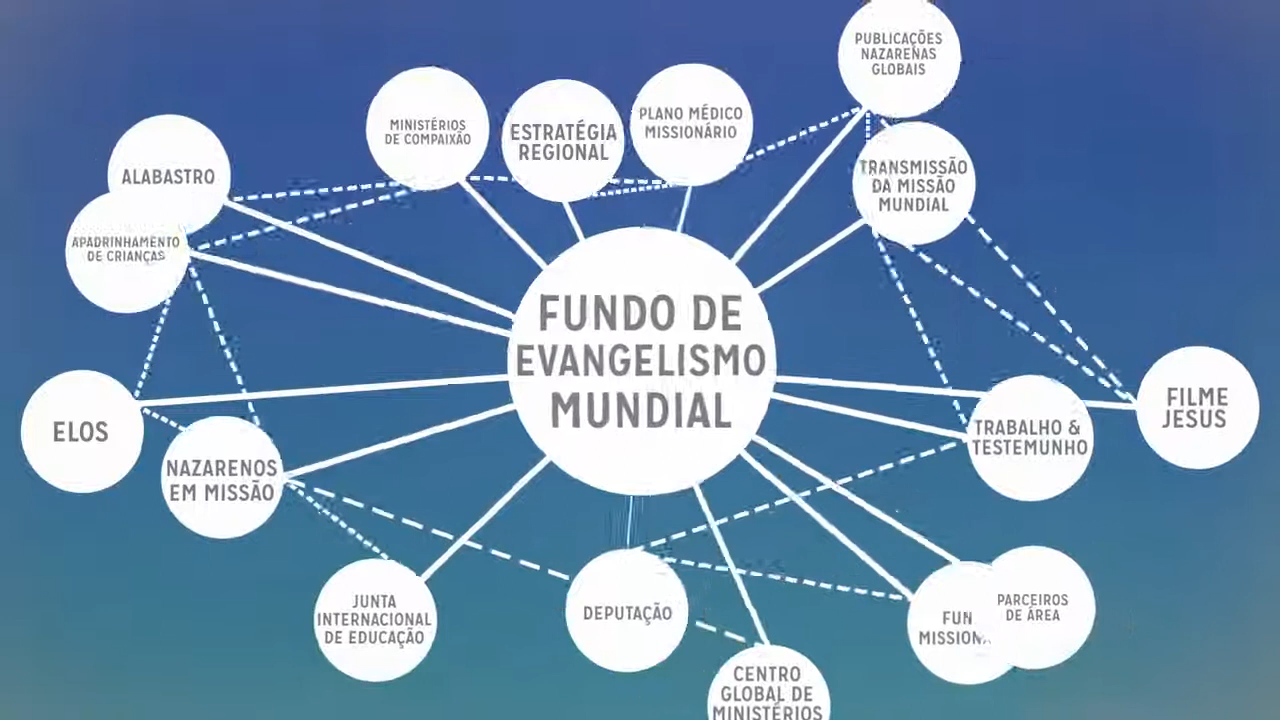 PUBLICAÇÕES
NAZARENAS
GLOBAIS
MINISTÉRIOS
DE COMPAIXÃO
ESTRATÉGIA
REGIONAL
PLANO MÉDICO
MISSIONÁRIO
ALABASTRO
TRANSMISSÃO
DA MISSÃO
MUNDIAL
APADRINHAMENTO
DE CRIANÇAS
FUNDO DE
EVANGELISMO
MUNDIAL
ELOS
NAZARENOS
EM MISSÃO
TRABALHO &
TESTEMUNHO
FILME
JESUS
JUNTA
INTERNACIONAL
DE EDUCAÇÃO
DEPUTAÇÃO
PARCEIROS
DE ÁREA
CENTRO
GLOBAL DE
MINISTÉRIOS